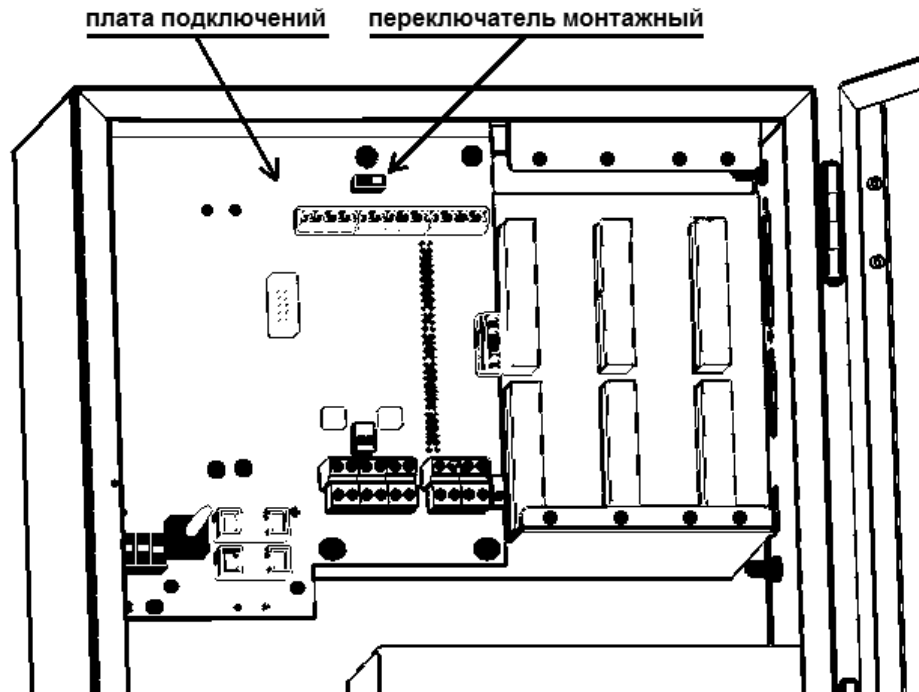 плата подключений
переключатель монтажный